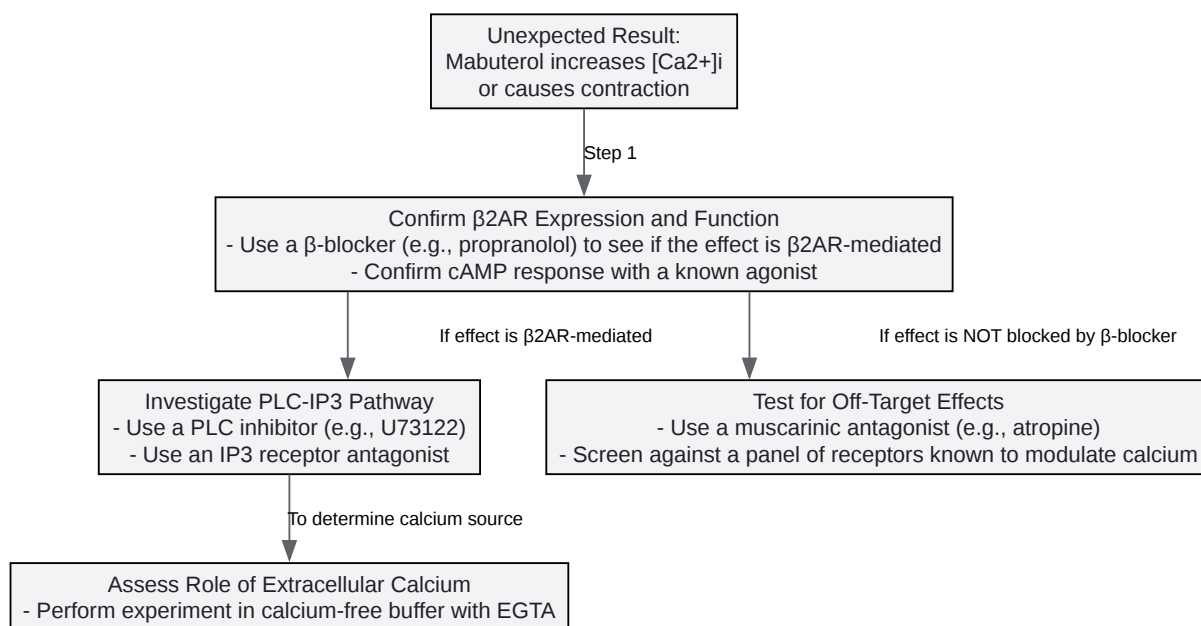 Unexpected Result:
Mabuterol increases [Ca2+]i
or causes contraction
Step 1
Confirm β2AR Expression and Function
- Use a β-blocker (e.g., propranolol) to see if the effect is β2AR-mediated
- Confirm cAMP response with a known agonist
If effect is β2AR-mediated
If effect is NOT blocked by β-blocker
Investigate PLC-IP3 Pathway
- Use a PLC inhibitor (e.g., U73122)
- Use an IP3 receptor antagonist
Test for Off-Target Effects
- Use a muscarinic antagonist (e.g., atropine)
- Screen against a panel of receptors known to modulate calcium
To determine calcium source
Assess Role of Extracellular Calcium
- Perform experiment in calcium-free buffer with EGTA